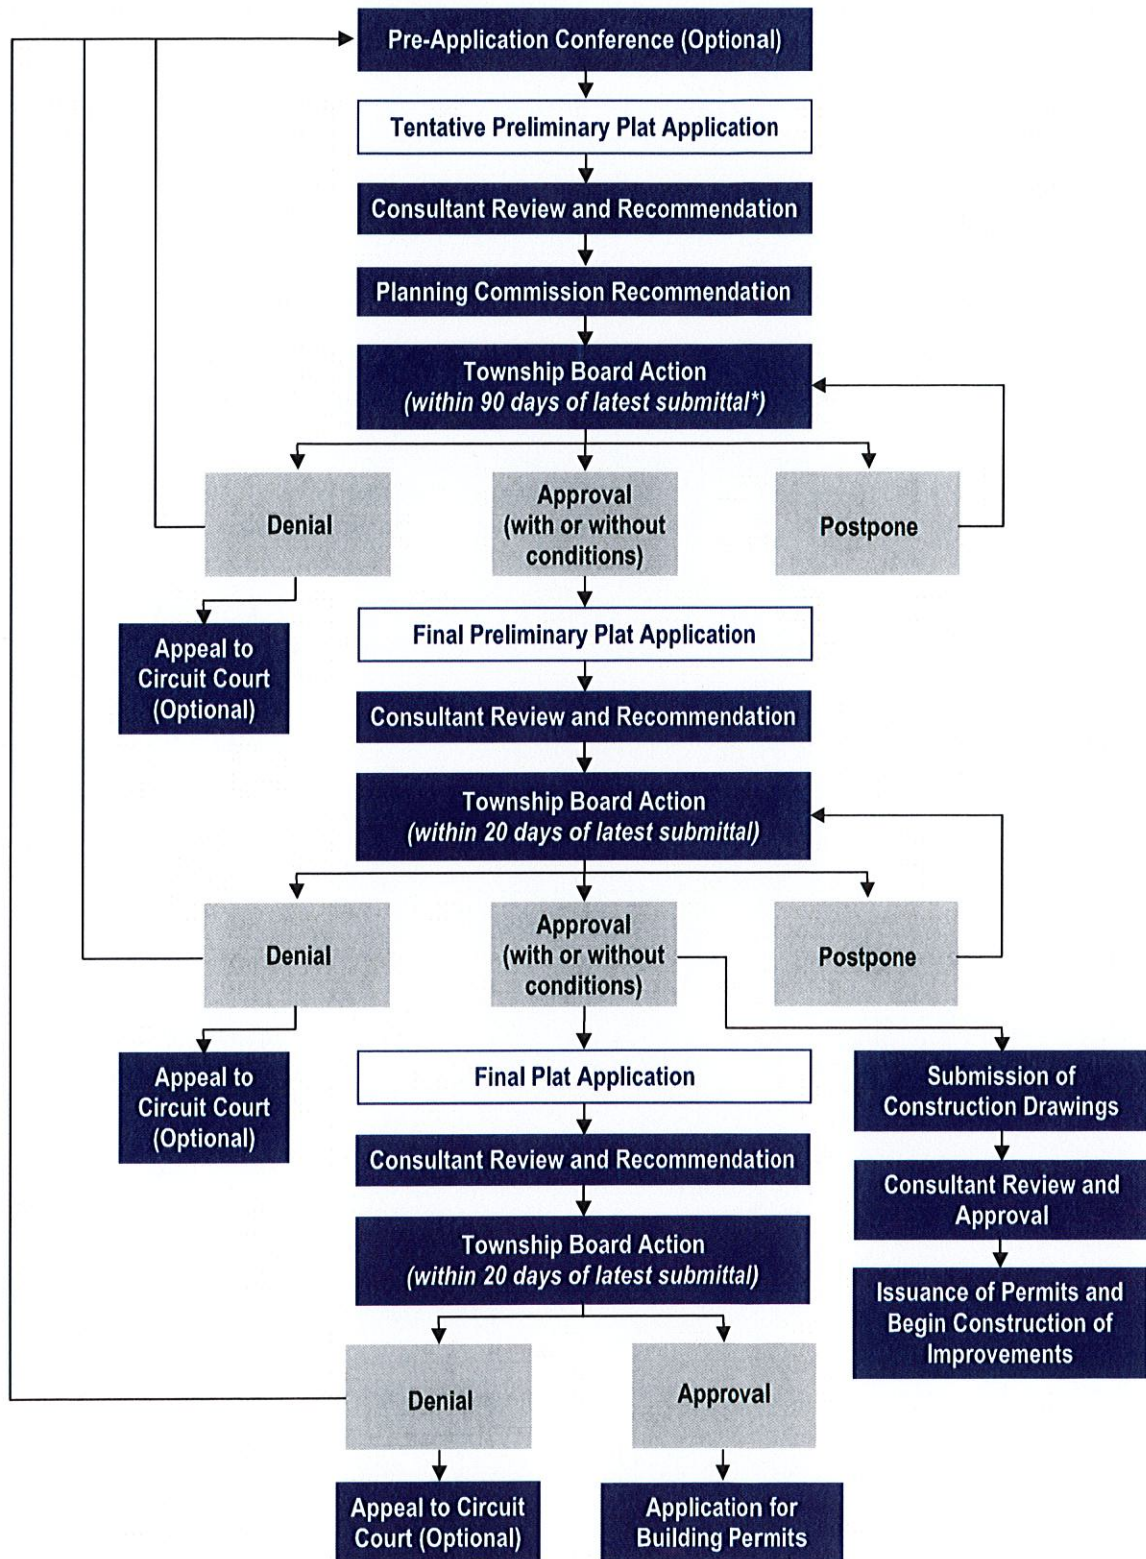 Pre-Application Conference (Optional)
Tentative Preliminary Plat Application
Consultant Review and Recommendation
Planning Commission Recommendation
Township Board Action
(within 90 days of latest submittal*)
Denial
Approval
(with or without
conditions)
Postpone
Appeal to
Circuit Court
(Optional)
Final Preliminary Plat Application
Consultant Review and Recommendation
Township Board Action
(within 20 days of latest submittal)
Denial
Approval
(with or without
conditions)
Postpone
Appeal to
Circuit Court
(Optional)
Final Plat Application
Consultant Review and Recommendation
Township Board Action
(within 20 days of latest submittal)
Submission of
Construction Drawings
Consultant Review and
Approval
Issuance of Permits and
Begin Construction of
Improvements
Denial
Approval
Appeal to Circuit
Court (Optional)
Application for
Building Permits